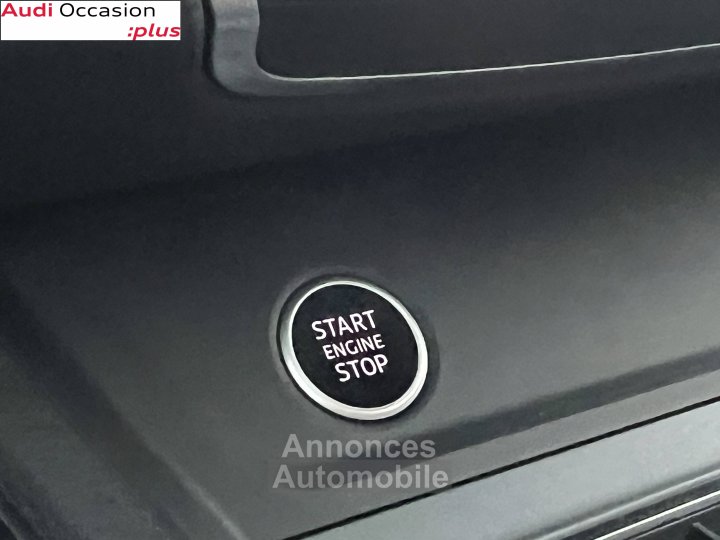 Audi Occasion
:plus
START
ENGINE
STOP
Annonces
Automobile